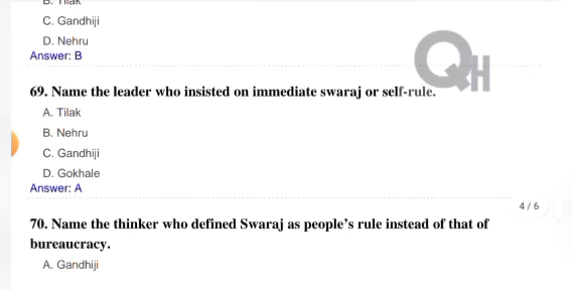 B. Tilak
C. Gandhiji
D. Nehru
Answer: B
QH
69. Name the leader who insisted on immediate swaraj or self-rule.
A. Tilak
B. Nehru
C. Gandhiji
D. Gokhale
Answer: A
4 / 6
70. Name the thinker who defined Swaraj as people's rule instead of that of
bureaucracy.
A. Gandhiji